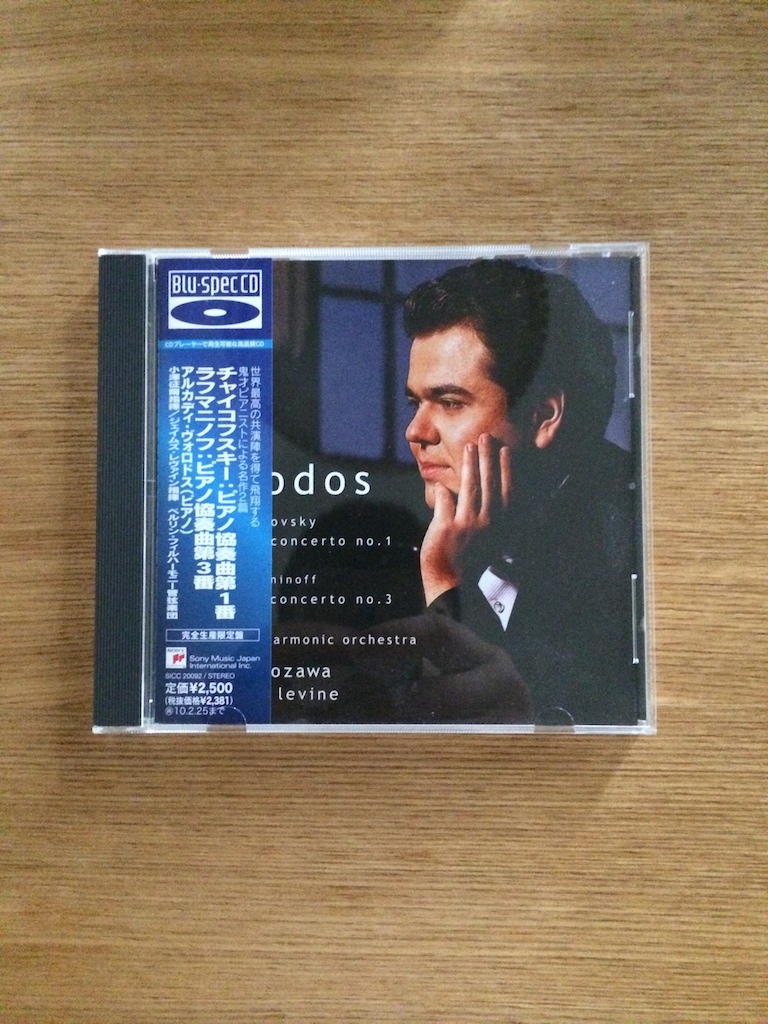 Blu-spec CD
CDプレーヤーで再生可能な高品質CD
世界最高の共演陣を得て飛翔する
鬼才ピアニストによる名作2篇
チャイコフスキー:ピアノ協奏曲第1番
ラフマニノフ:ピアノ協奏曲第3番
アルカディ・ヴォロドス(ピアノ)
小澤征爾指揮/ジェイムズ・レヴァイン指揮 ベルリン・フィルハーモニー管弦楽団
完全生産限定盤
SONY
Sony Music Japan
International Inc.
SICC 20092 / STEREO
定価¥2,500
(税抜価格¥2,381)
10.2.25まで
odos
ovsky
concerto no.1
ninoff
concerto no.3
armonic orchestra
ozawa
levine